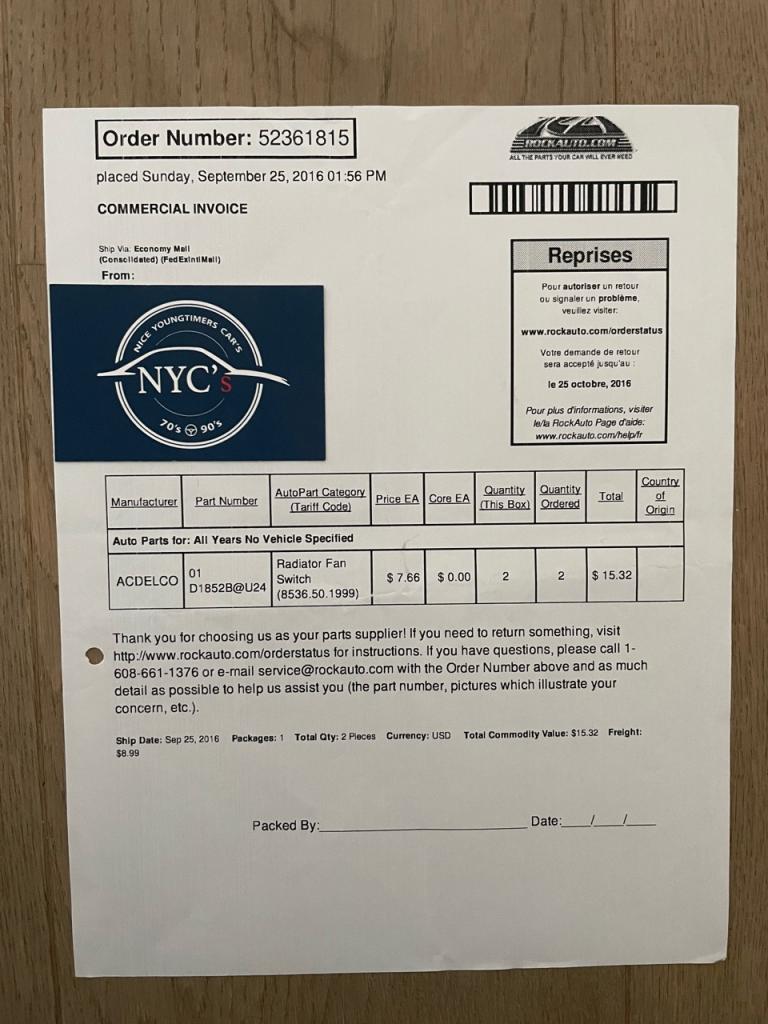 Order Number: 52361815
placed Sunday, September 25, 2016 01:56 PM
COMMERCIAL INVOICE
Ship Via: Economy Mail
(Consolidated) (FedExIntlMail)
From:
ROCKAUTO.COM
ALL THE PARTS YOUR CAR WILL EVER NEED
Reprises
Pour autoriser un retour
ou signaler un problème,
veuillez visiter:
www.rockauto.com/orderstatus
Votre demande de retour
sera accepté jusqu'au :
le 25 octobre, 2016
Pour plus d'informations, visiter
le/la RockAuto Page d'aide:
www.rockauto.com/help/fr
NICE YOUNGTIMERS CAR'S
NYC's
70's 90's
Manufacturer Part Number AutoPart Category (Tariff Code) Price EA Core EA Quantity (This Box) Quantity Ordered Total Country of Origin
Auto Parts for: All Years No Vehicle Specified
ACDELCO 01 D1852B@U24 Radiator Fan Switch (8536.50.1999) $ 7.66 $ 0.00 2 2 $ 15.32
Thank you for choosing us as your parts supplier! If you need to return something, visit
http://www.rockauto.com/orderstatus for instructions. If you have questions, please call 1-
608-661-1376 or e-mail service@rockauto.com with the Order Number above and as much
detail as possible to help us assist you (the part number, pictures which illustrate your
concern, etc.).
Ship Date: Sep 25, 2016 Packages: 1 Total Qty: 2 Pieces Currency: USD Total Commodity Value: $15.32 Freight:
$8.99
Packed By:
Date: / /